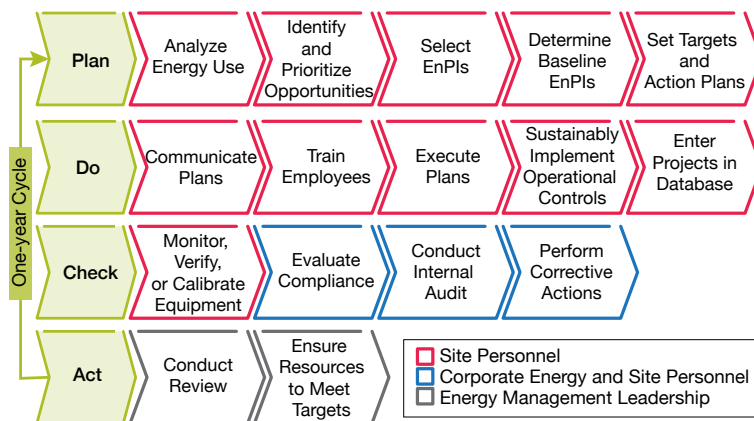 One-year Cycle
Plan
Analyze
Energy Use
Identify
and
Prioritize
Opportunities
Select
EnPIs
Determine
Baseline
EnPIs
Set Targets
and
Action Plans
Do
Communicate
Plans
Train
Employees
Execute
Plans
Sustainably
Implement
Operational
Controls
Enter
Projects in
Database
Check
Monitor,
Verify,
or Calibrate
Equipment
Evaluate
Compliance
Conduct
Internal
Audit
Perform
Corrective
Actions
Act
Conduct
Review
Ensure
Resources
to Meet
Targets
Site Personnel
Corporate Energy and Site Personnel
Energy Management Leadership